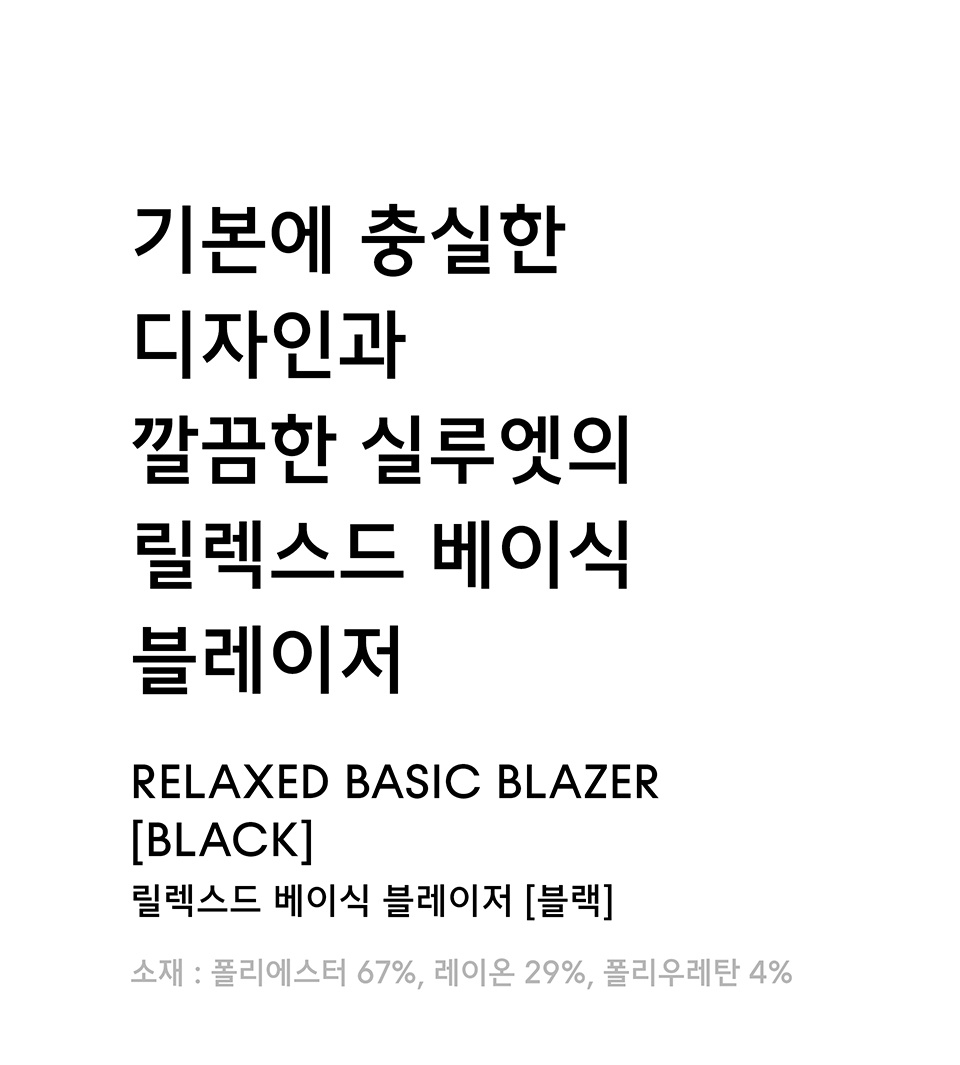 기본에 충실한
디자인과
깔끔한 실루엣의
릴렉스드 베이식
블레이저
RELAXED BASIC BLAZER
[BLACK]
릴렉스드 베이식 블레이저 [블랙]
소재 : 폴리에스터 67%, 레이온 29%, 폴리우레탄 4%